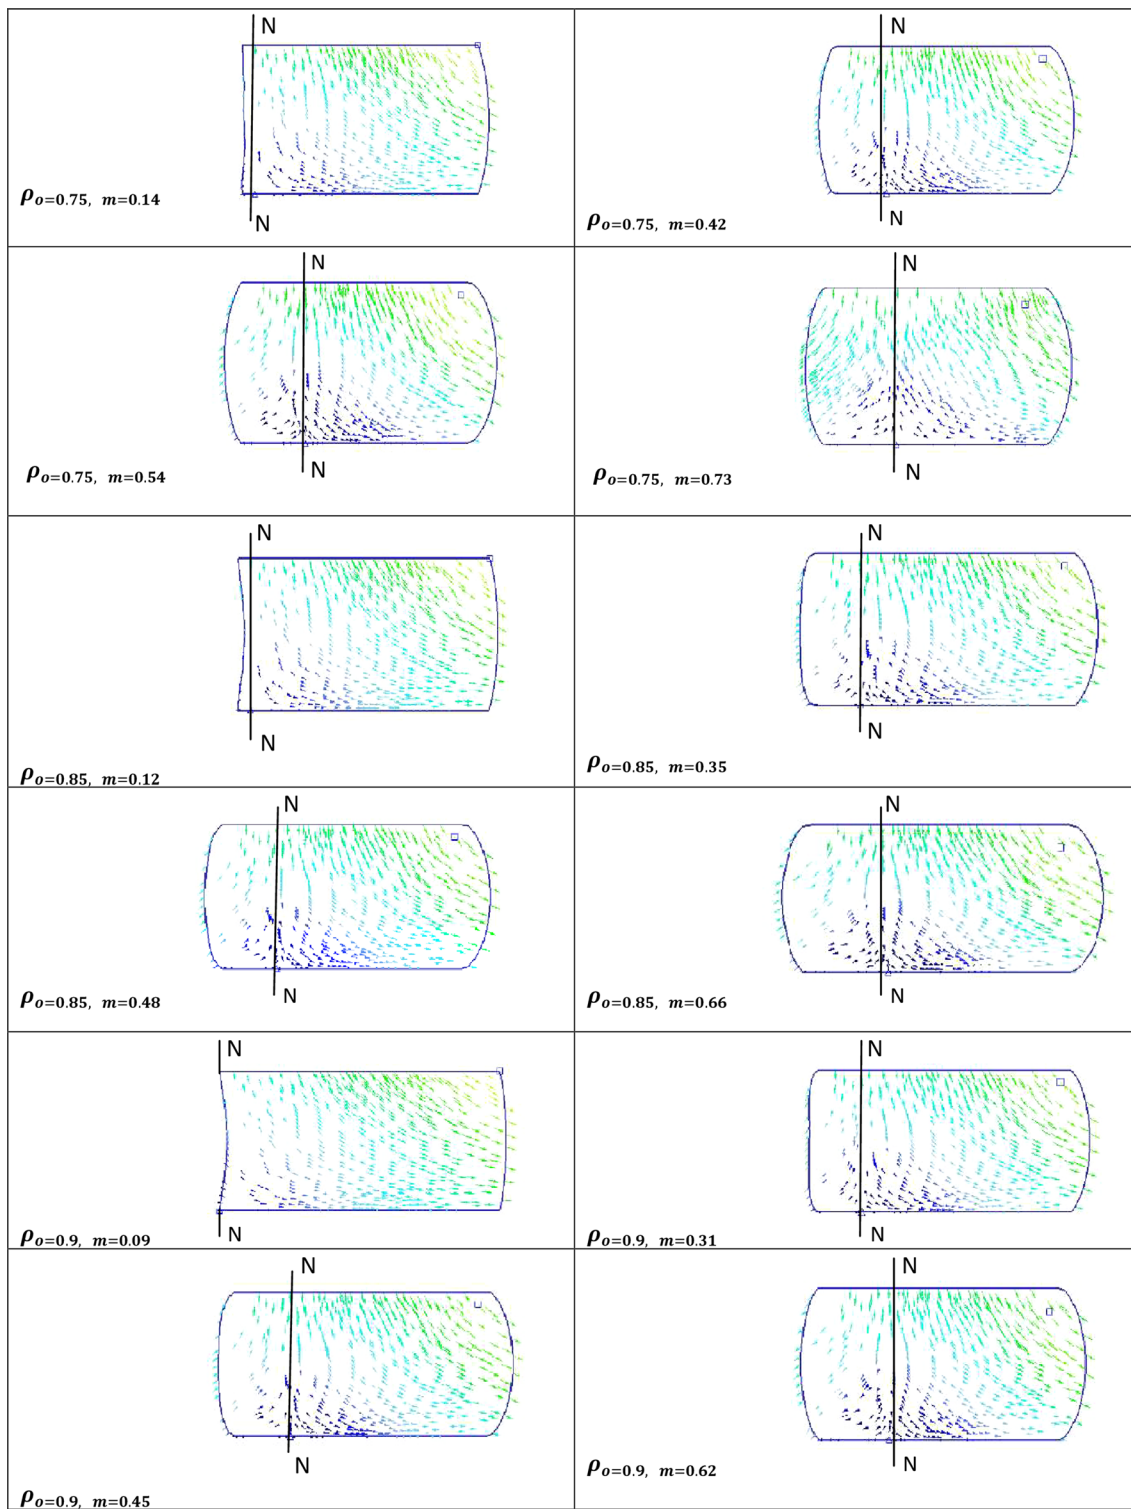 N
N
N
N
ρo=0.75, m=0.14
ρo=0.75, m=0.42
N
N
N
N
ρo=0.75, m=0.54
ρo=0.75, m=0.73
N
N
N
N
ρo=0.85, m=0.12
ρo=0.85, m=0.35
N
N
N
N
ρo=0.85, m=0.48
ρo=0.85, m=0.66
N
N
N
N
ρo=0.9, m=0.09
ρo=0.9, m=0.31
N
N
N
N
ρo=0.9, m=0.45
ρo=0.9, m=0.62